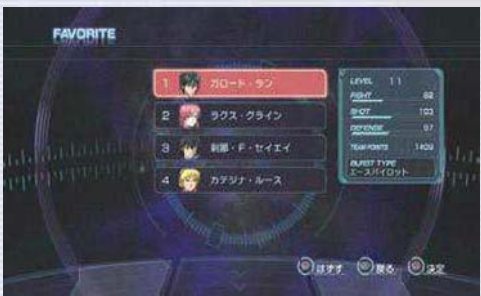 FAVORITE
1 ガロード・ラン
2 ラクス・クライン
3 刹那・F・セイエイ
4 カテジナ・ルース
LEVEL 11
FIGHT 82
SHOT 103
DEFENSE 97
TEAM POINTS 1409
BURST TYPE
エースパイロット
はずす 戻る 決定